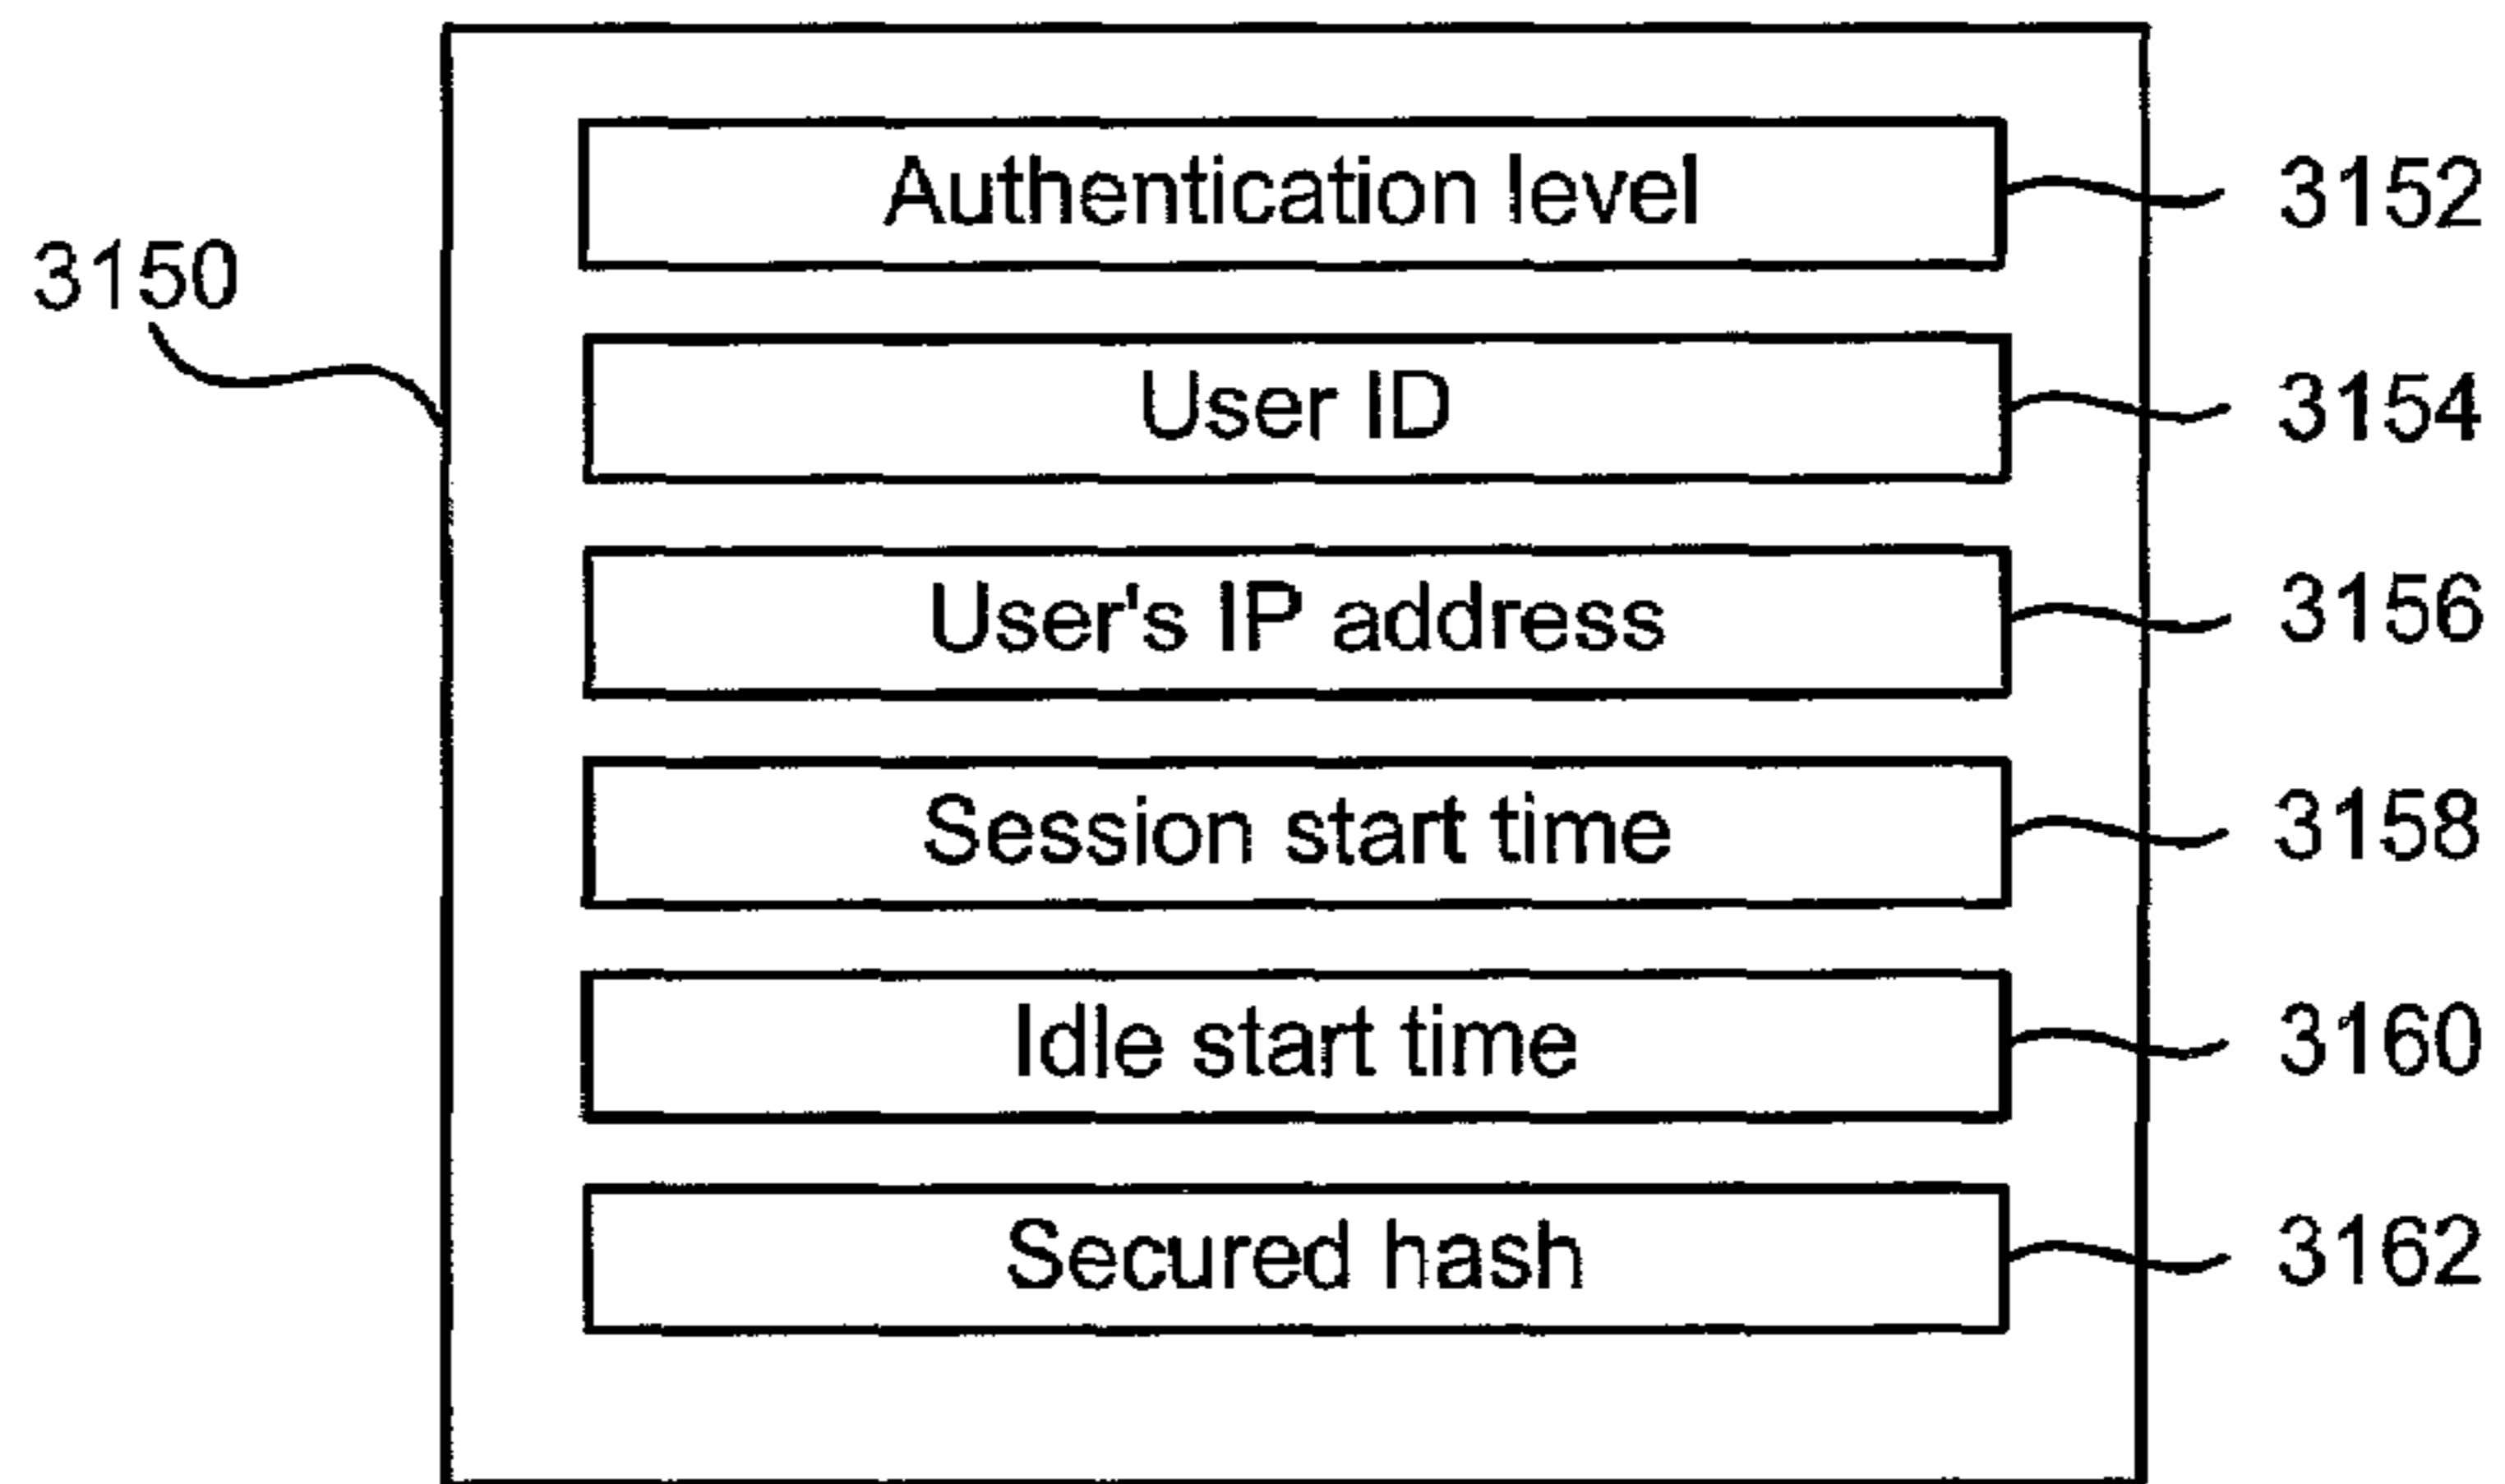 Authentication level 3152
3150
User ID 3154
User's IP address 3156
Session start time 3158
Idle start time 3160
Secured hash 3162